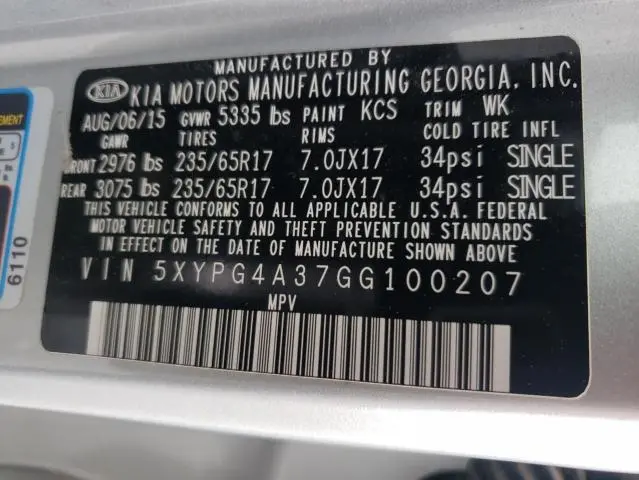 MANUFACTURED BY
KIA KIA MOTORS MANUFACTURING GEORGIA, INC.
AUG/06/15 GVWR 5335 lbs PAINT KCS TRIM WK
GAWR TIRES RIMS COLD TIRE INFL
FRONT 2976 lbs 235/65R17 7.0JX17 34psi SINGLE
REAR 3075 lbs 235/65R17 7.0JX17 34psi SINGLE
THIS VEHICLE CONFORMS TO ALL APPLICABLE U.S.A. FEDERAL
MOTOR VEHICLE SAFETY AND THEFT PREVENTION STANDARDS
IN EFFECT ON THE DATE OF MANUFACTURE SHOWN ABOVE
VIN 5XYPG4A37GG100207
MPV
6110